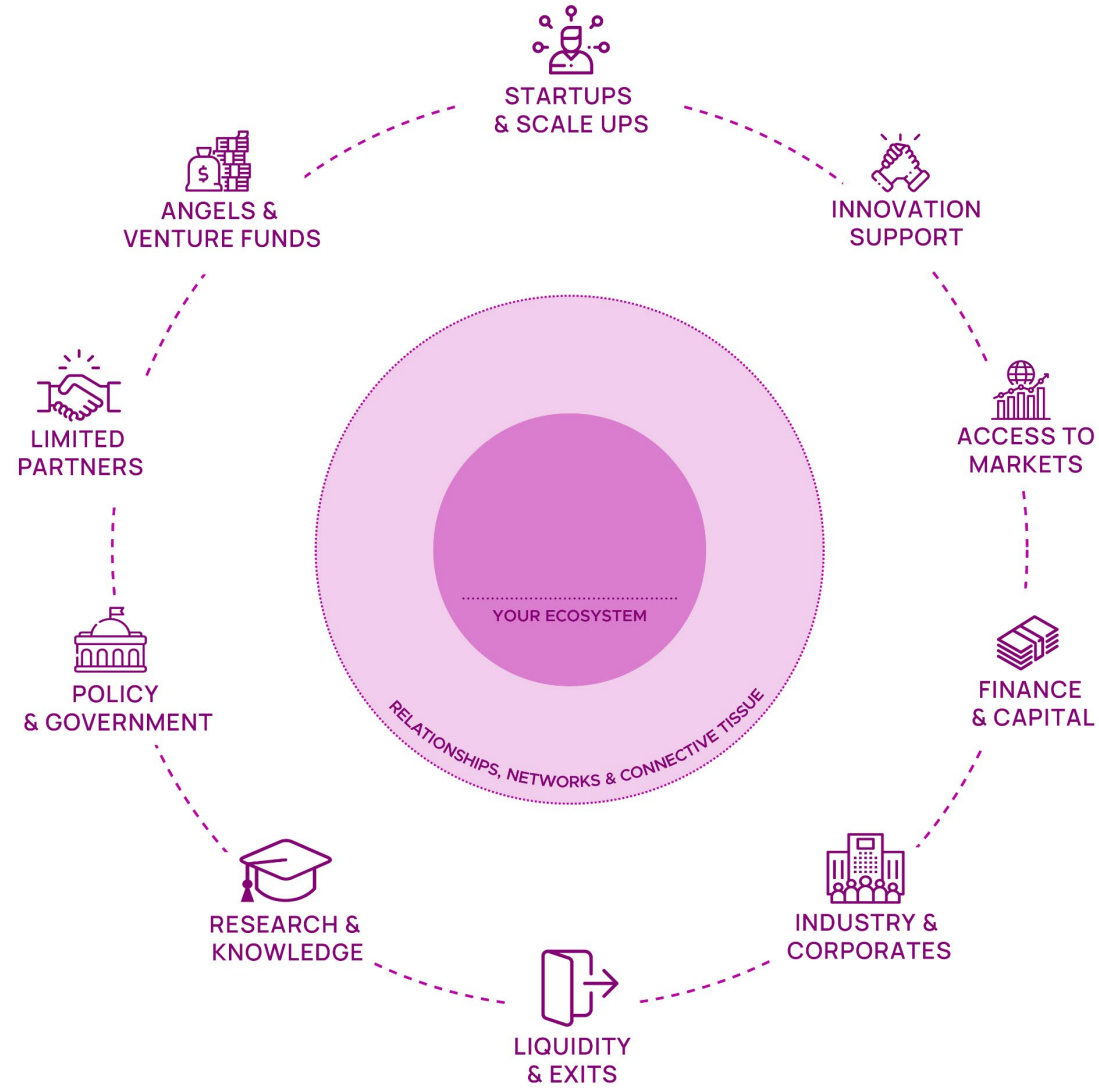 STARTUPS
& SCALE UPS
INNOVATION
SUPPORT
ACCESS TO
MARKETS
FINANCE
& CAPITAL
INDUSTRY &
CORPORATES
LIQUIDITY
& EXITS
RESEARCH &
KNOWLEDGE
POLICY
& GOVERNMENT
LIMITED
PARTNERS
ANGELS &
VENTURE FUNDS
$
YOUR ECOSYSTEM
RELATIONSHIPS, NETWORKS & CONNECTIVE TISSUE